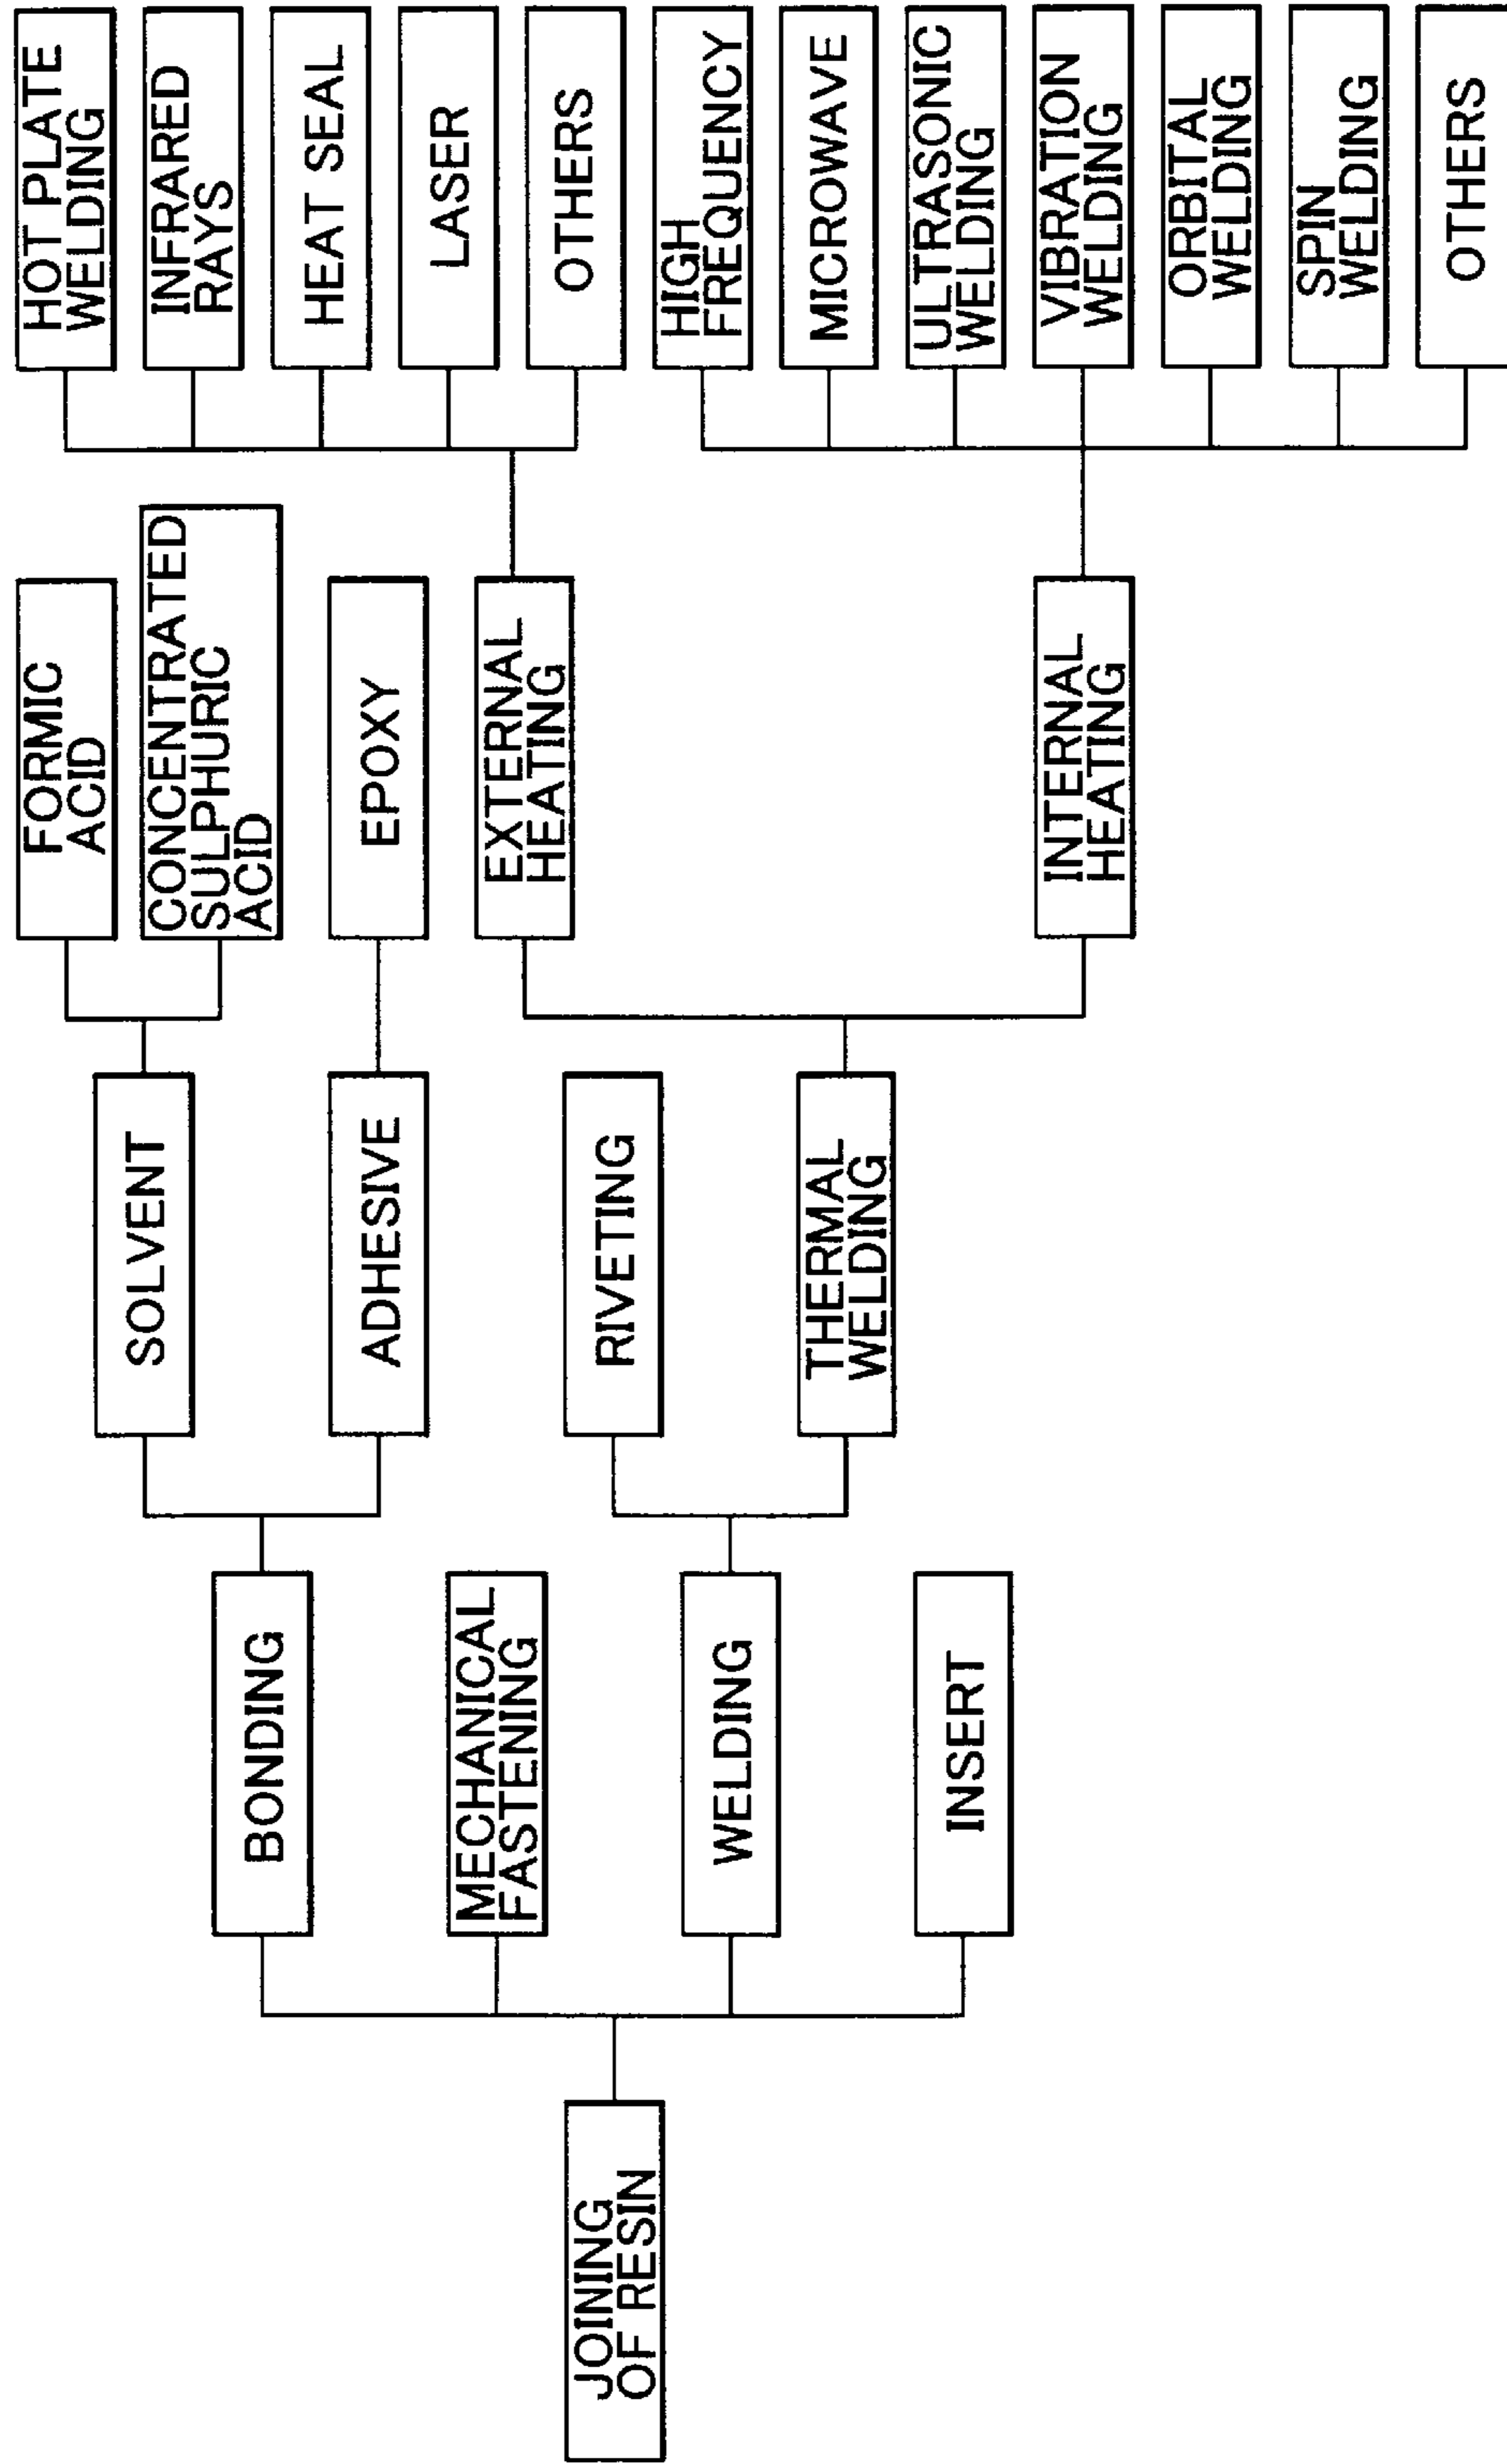 JOINING
OF RESIN
BONDING
MECHANICAL
FASTENING
WELDING
INSERT
SOLVENT
ADHESIVE
RIVETING
THERMAL
WELDING
FORMIC
ACID
CONCENTRATED
SULPHURIC
ACID
EPOXY
EXTERNAL
HEATING
INTERNAL
HEATING
HOT PLATE
WELDING
INFRARED
RAYS
HEAT SEAL
LASER
OTHERS
HIGH
FREQUENCY
MICROWAVE
ULTRASONIC
WELDING
VIBRATION
WELDING
ORBITAL
WELDING
SPIN
WELDING
OTHERS